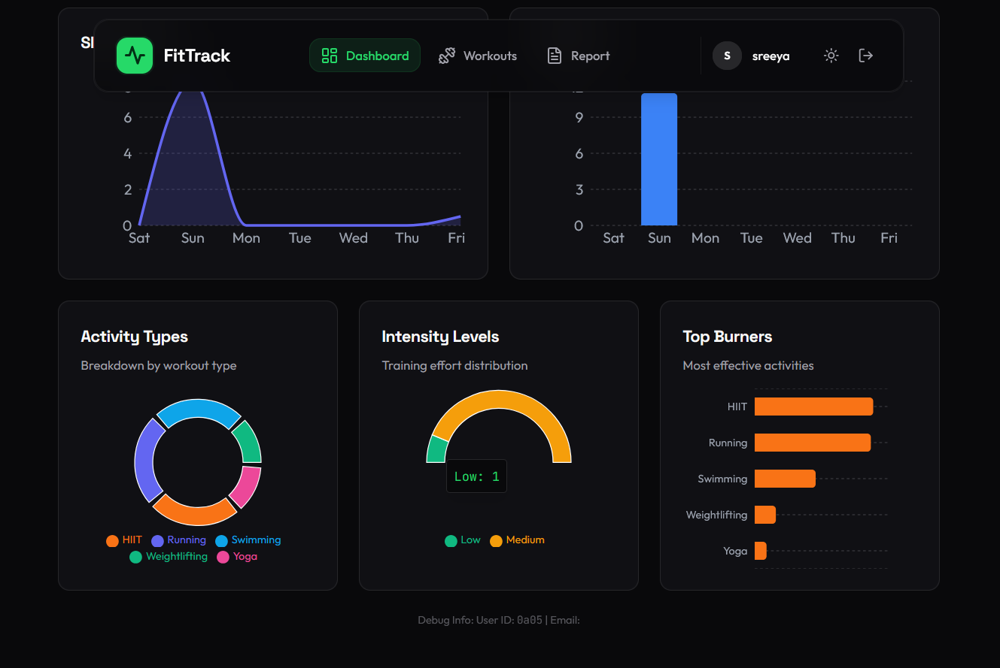 FitTrack
Dashboard
Workouts
Report
S
sreeya
6
4
2
0
Sat Sun Mon Tue Wed Thu Fri
9
6
3
0
Sat Sun Mon Tue Wed Thu Fri
Activity Types
Breakdown by workout type
HIIT Running Swimming
Weightlifting Yoga
Intensity Levels
Training effort distribution
Low: 1
Low Medium
Top Burners
Most effective activities
HIIT
Running
Swimming
Weightlifting
Yoga
Debug Info: User ID: 0a05 | Email: